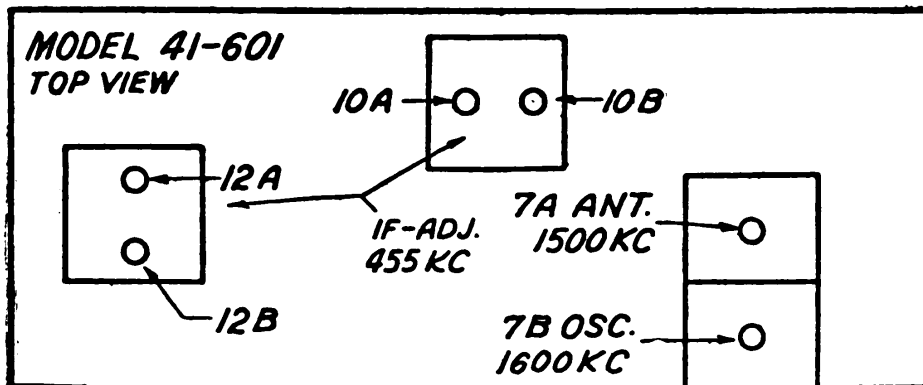 MODEL 41-601
TOP VIEW
10A
10B
12A
IF-ADJ.
455 KC
12B
7A ANT.
1500 KC
7B OSC.
1600 KC